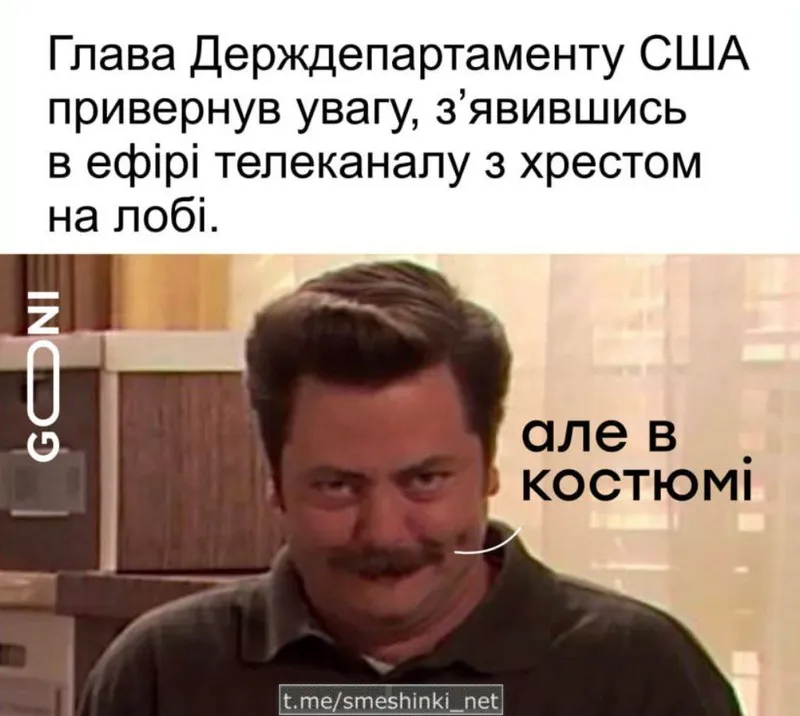 Глава Держдепартаменту США
привернув увагу, з’явившись
в ефірі телеканалу з хрестом
на лобі.
GONI
але в
костюмі
t.me/smeshinki_net